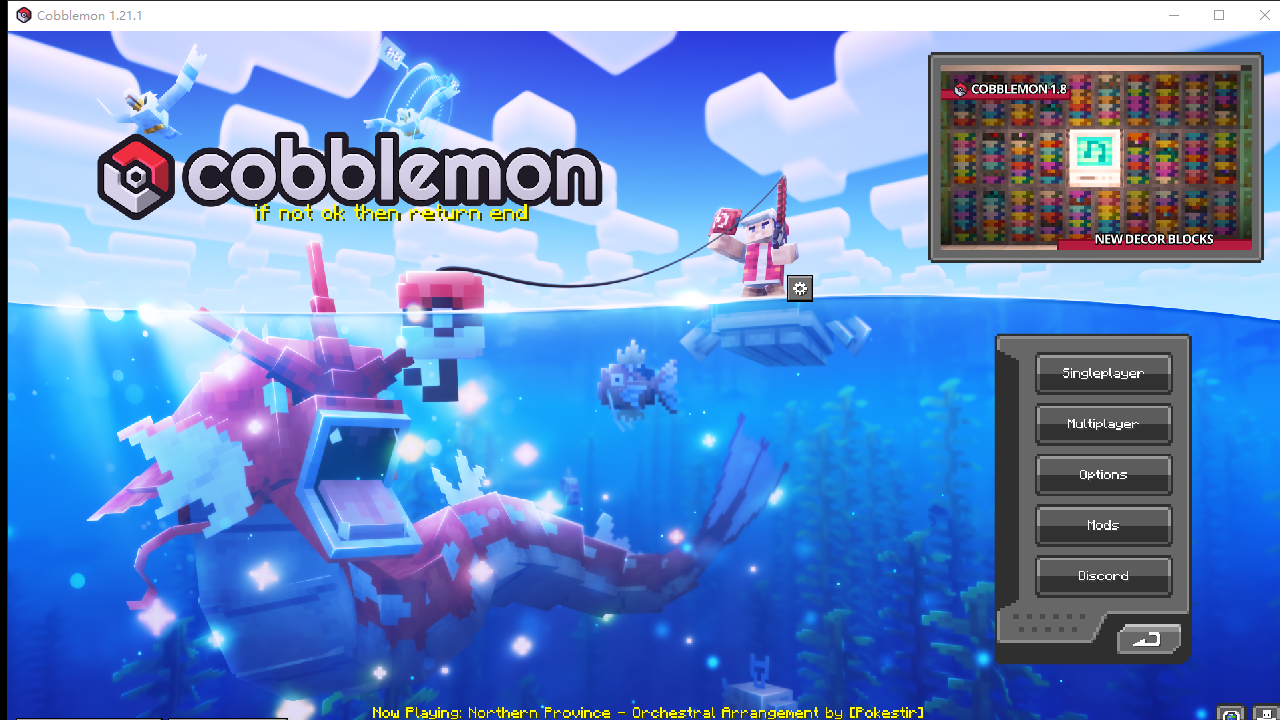 Cobblemon 1.21.1
cobblemon
if not ok then return end
COBBLEMON 1.8
NEW DECOR BLOCKS
Singleplayer
Multiplayer
Options
Mods
Discord
Now Playing: Northern Province - Orchestral Arrangement by [Pokestir]